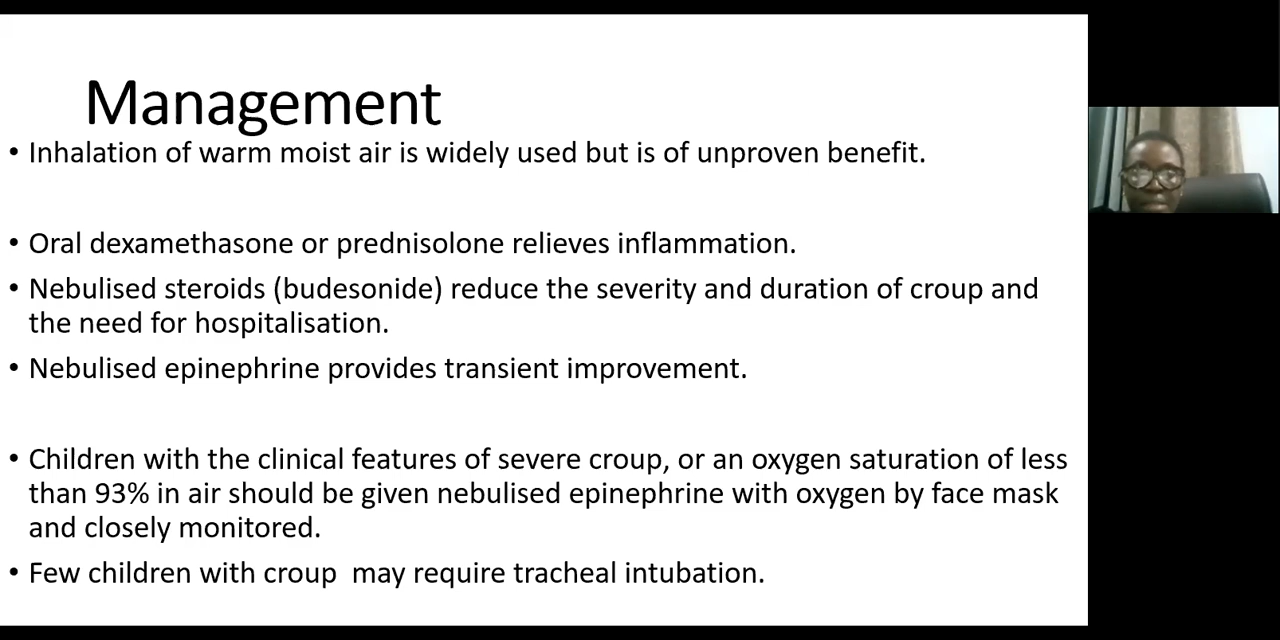 Management
• Inhalation of warm moist air is widely used but is of unproven benefit.
• Oral dexamethasone or prednisolone relieves inflammation.
• Nebulised steroids (budesonide) reduce the severity and duration of croup and
the need for hospitalisation.
• Nebulised epinephrine provides transient improvement.
• Children with the clinical features of severe croup, or an oxygen saturation of less
than 93% in air should be given nebulised epinephrine with oxygen by face mask
and closely monitored.
• Few children with croup  may require tracheal intubation.